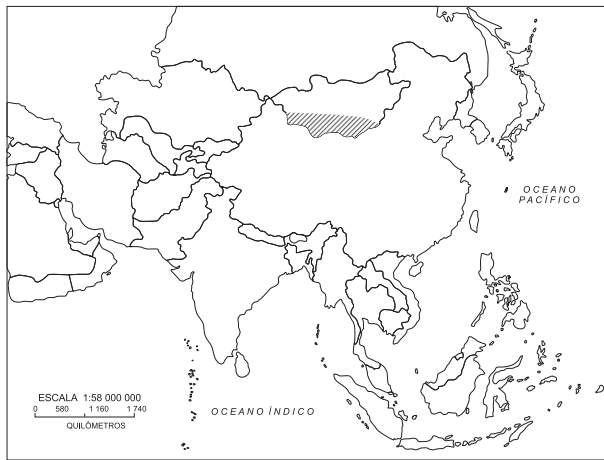 OCEANO
PACÍFICO
ESCALA 1:58 000 000
0 580 1 160 1 740
QUILÔMETROS
OCEANO ÍNDICO